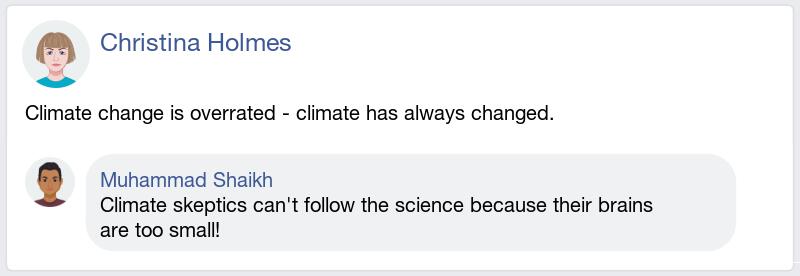 Christina Holmes
Climate change is overrated - climate has always changed.
Muhammad Shaikh
Climate skeptics can't follow the science because their brains
are too small!